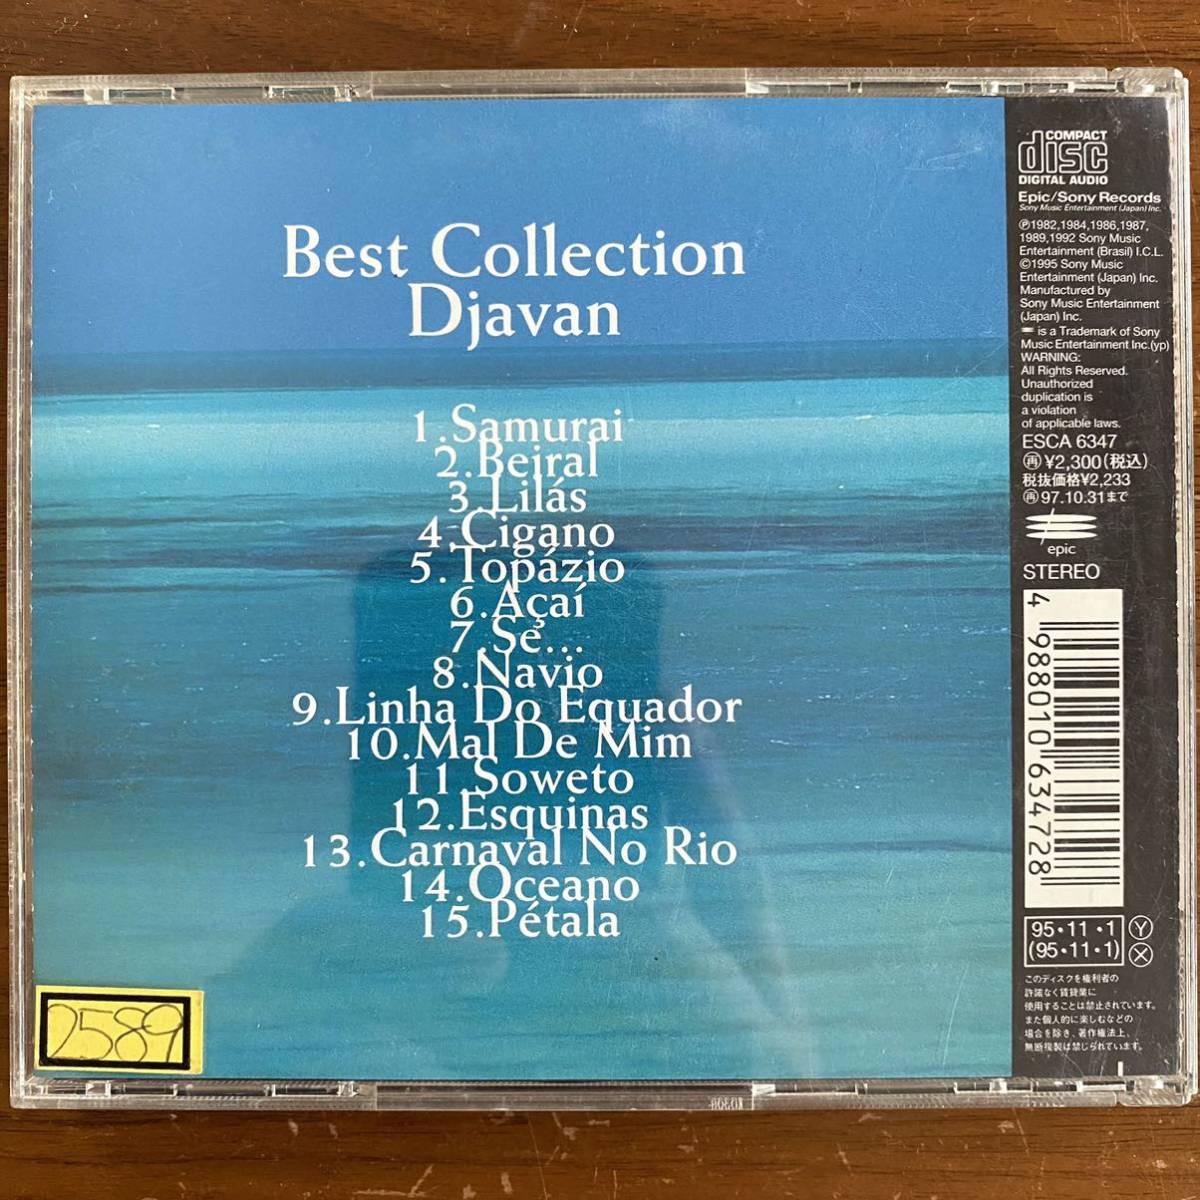 Best Collection
Djavan
1.Samurai
2.Beiral
3.Lilás
4.Cigano
5.Topázio
6.Açaí
7.Se...
8.Navio
9.Linha Do Equador
10.Mal De Mim
11.Soweto
12.Esquinas
13.Carnaval No Rio
14.Oceano
15.Pétala
2589
COMPACT
disc
DIGITAL AUDIO
Epic/Sony Records
Sony Music Entertainment (Japan) Inc.
℗1982,1984,1986,1987,
1989,1992 Sony Music
Entertainment (Brasil) I.C.L.
©1995 Sony Music
Entertainment (Japan) Inc.
Manufactured by
Sony Music Entertainment
(Japan) Inc.
is a Trademark of Sony
Music Entertainment Inc.(yp)
WARNING:
All Rights Reserved.
Unauthorized
duplication is
a violation
of applicable laws.
ESCA 6347
㊢¥2,300(税込)
税抜価格¥2,233
㊢97.10.31まで
epic
STEREO
4 988010 634728
95・11・1 Ⓨ
(95・11・1) Ⓧ
このディスクを権利者の
許諾なく賃貸業に
使用することは禁止されています。
また個人的に楽しむなどの
場合を除き、著作権法上、
無断複製は禁じられています。